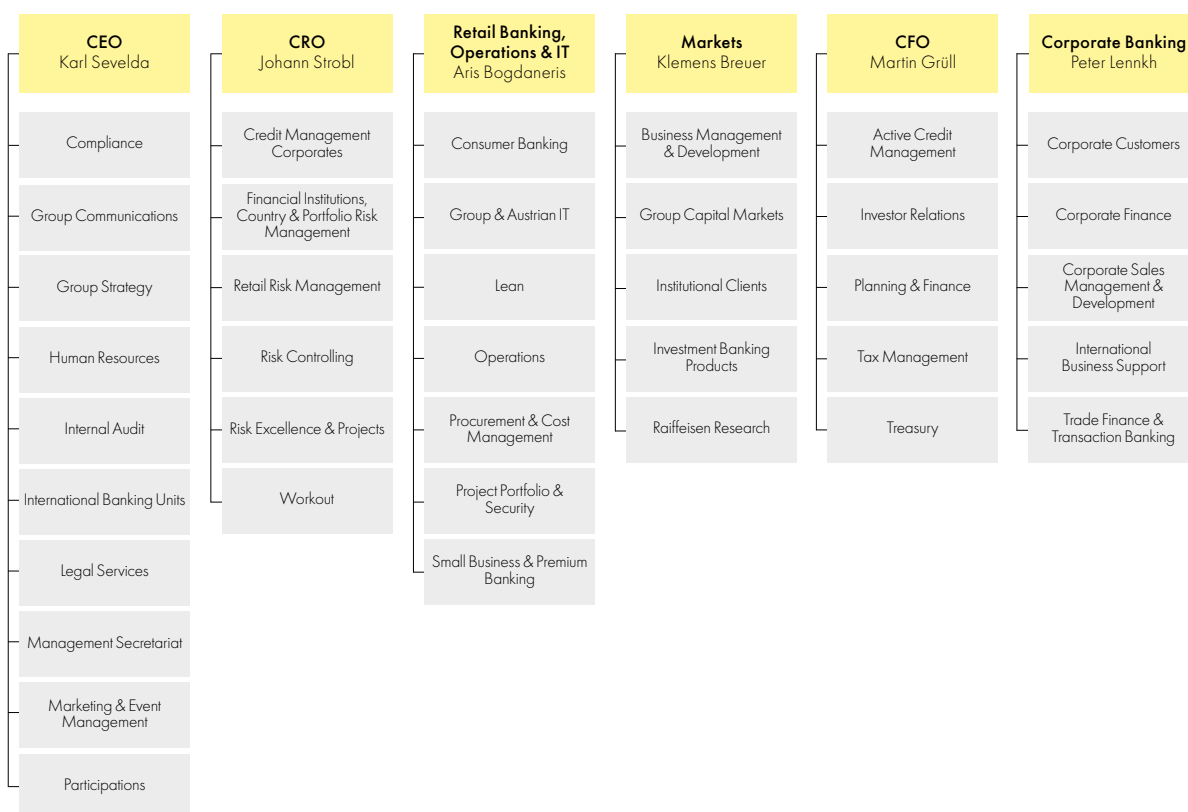 CEO
Karl Sevelda
Compliance
Group Communications
Group Strategy
Human Resources
Internal Audit
International Banking Units
Legal Services
Management Secretariat
Marketing & Event
Management
Participations
CRO
Johann Strobl
Credit Management
Corporates
Financial Institutions,
Country & Portfolio Risk
Management
Retail Risk Management
Risk Controlling
Risk Excellence & Projects
Workout
Retail Banking,
Operations & IT
Aris Bogdaneris
Consumer Banking
Group & Austrian IT
Lean
Operations
Procurement & Cost
Management
Project Portfolio &
Security
Small Business & Premium
Banking
Markets
Klemens Breuer
Business Management
& Development
Group Capital Markets
Institutional Clients
Investment Banking
Products
Raiffeisen Research
CFO
Martin Grüll
Active Credit
Management
Investor Relations
Planning & Finance
Tax Management
Treasury
Corporate Banking
Peter Lennkh
Corporate Customers
Corporate Finance
Corporate Sales
Management &
Development
International
Business Support
Trade Finance &
Transaction Banking